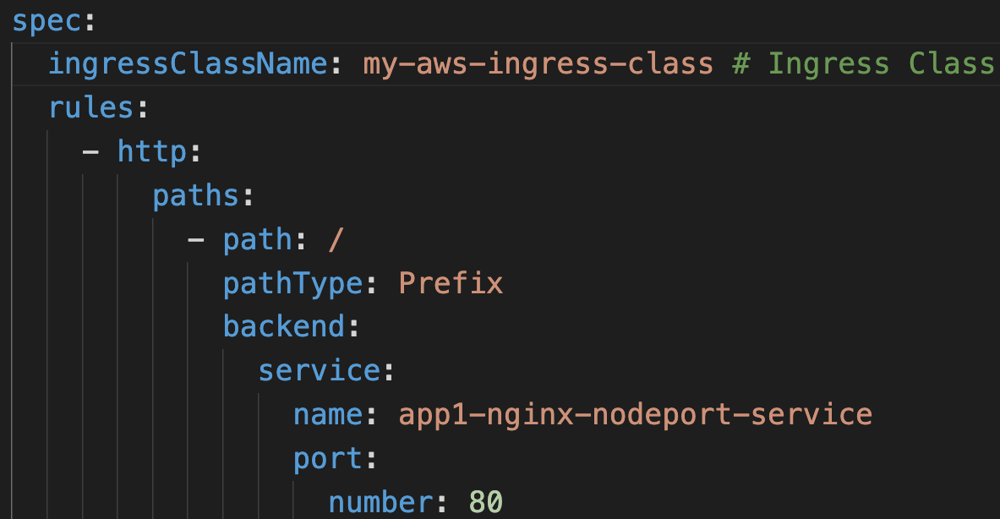 spec:
  ingressClassName: my-aws-ingress-class # Ingress Class
  rules:
    - http:
        paths:
          - path: /
            pathType: Prefix
            backend:
              service:
                name: app1-nginx-nodeport-service
                port:
                  number: 80